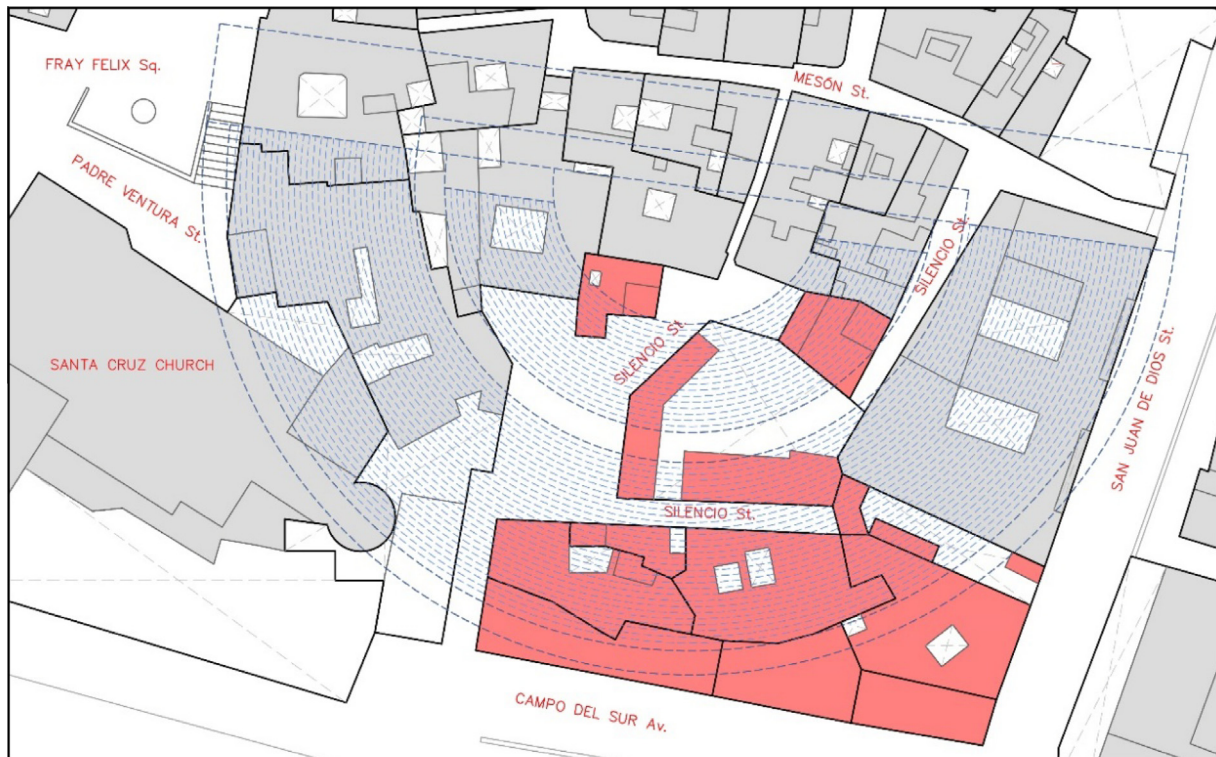 FRAY FELIX Sq.
MESÓN St.
PADRE VENTURA St.
SILENCIO St.
SANTA CRUZ CHURCH
SILENCIO St
SAN JUAN DE DIOS St.
SILENCIO St.
CAMPO DEL SUR Av.